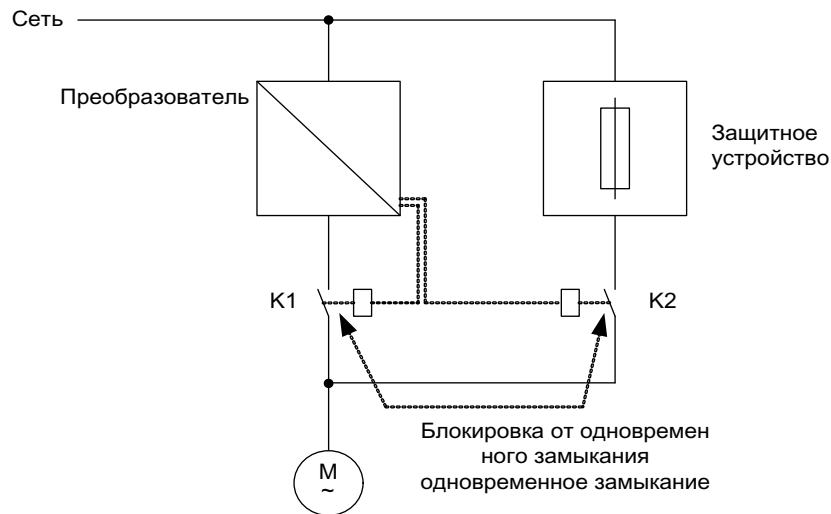 Сеть
Преобразователь
Защитное
устройство
K1
K2
Блокировка от одновремен
ного замыкания
одновременное замыкание
M
~